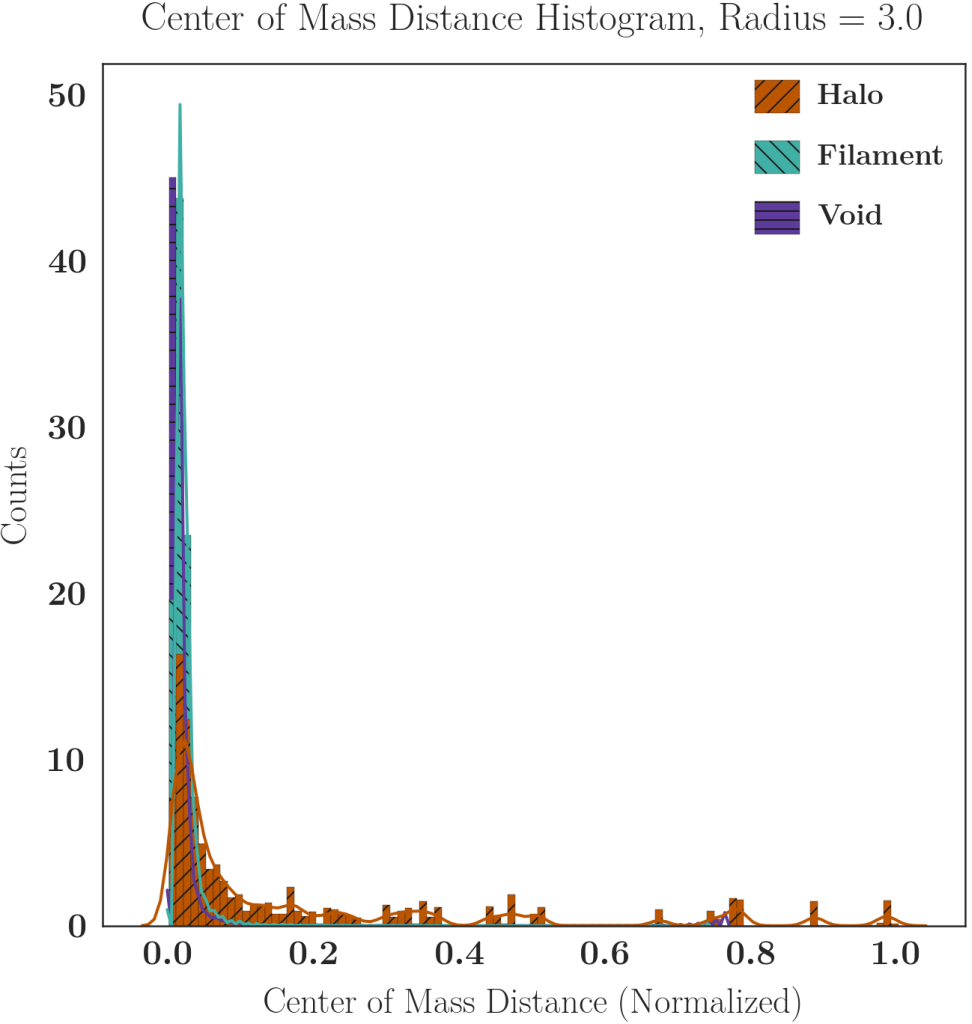 Center of Mass Distance Histogram, Radius = 3.0
50
40
30
20
10
0
Counts
Halo
Filament
Void
0.0 0.2 0.4 0.6 0.8 1.0
Center of Mass Distance (Normalized)